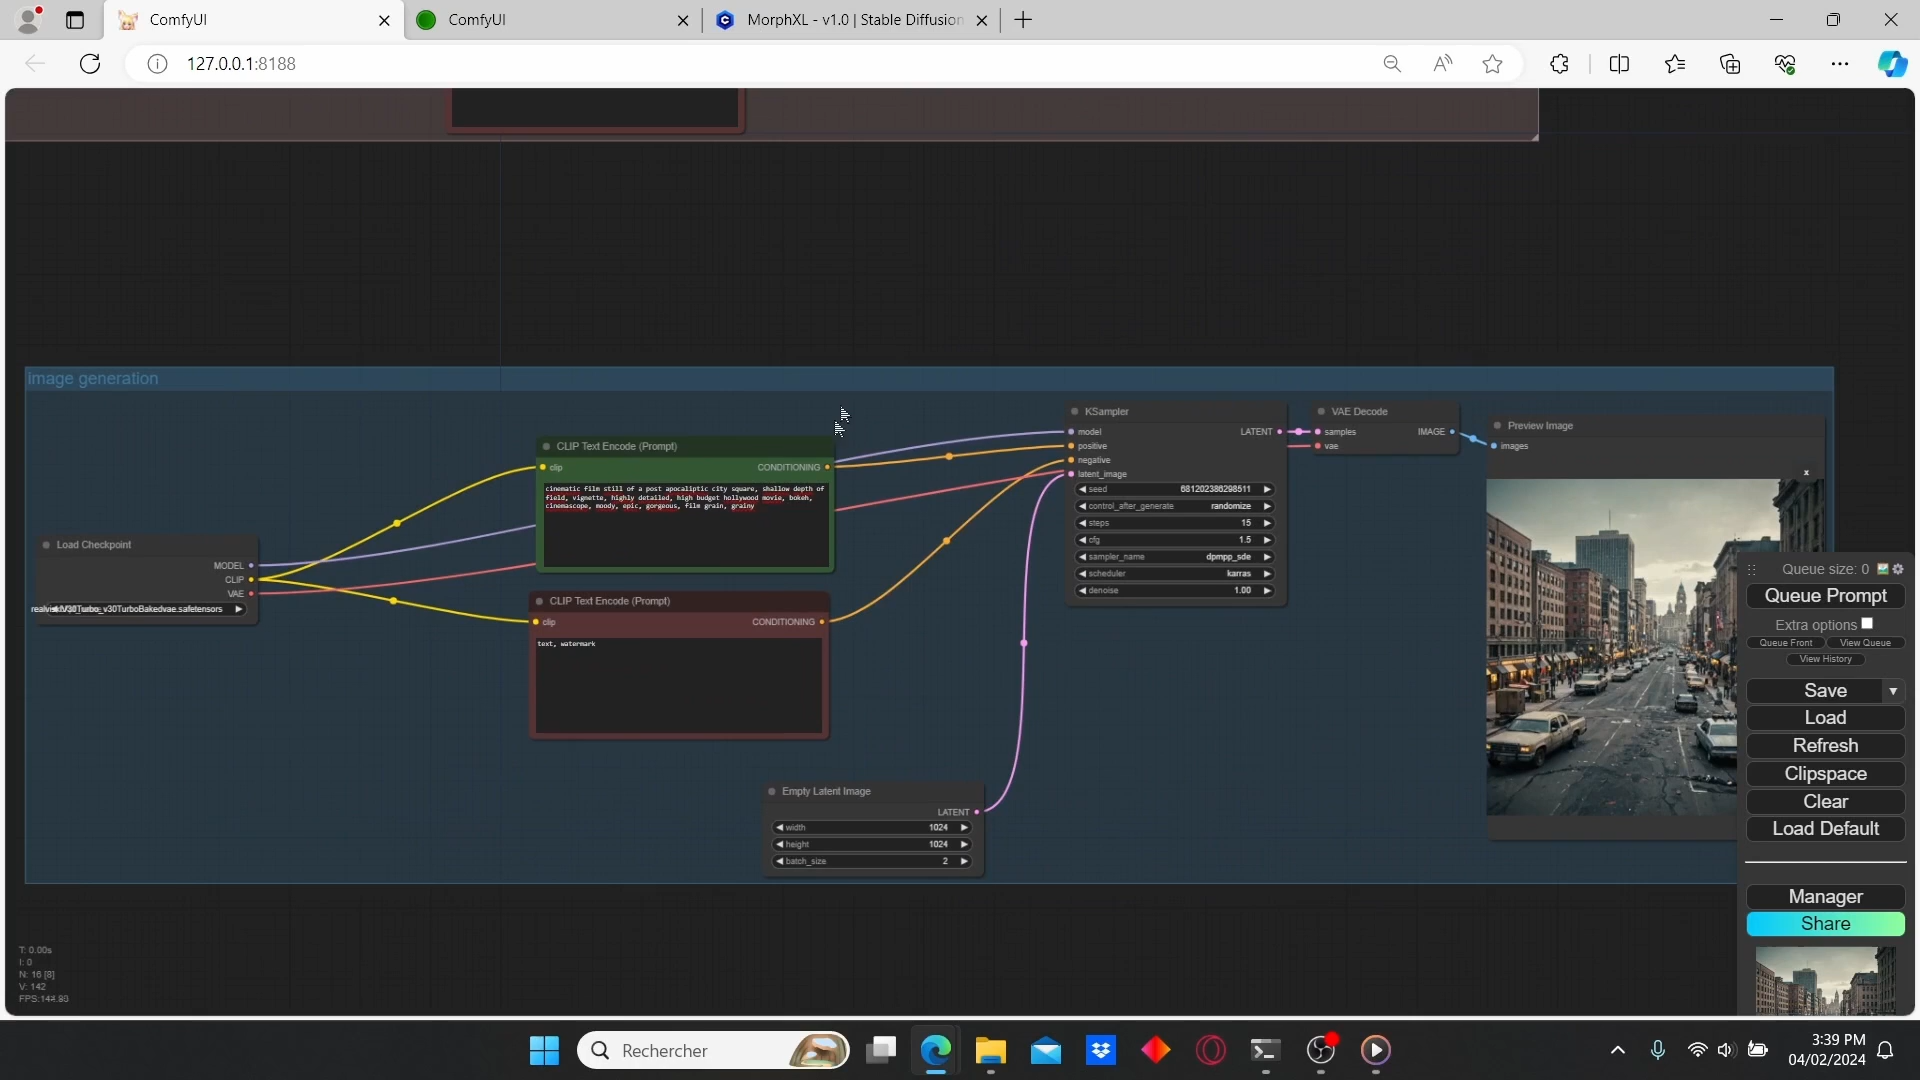 ComfyUI
ComfyUI
MorphXL - v1.0 | Stable Diffusion
127.0.0.1:8188
image generation
CLIP Text Encode (Prompt)
clip
CONDITIONING
cinematic film still of a post apocaliptic city square, shallow depth of
field, vignette, highly detailed, high budget hollywood movie, bokeh,
cinemascope, moody, epic, gorgeous, film grain, grainy
KSampler
model
LATENT
positive
negative
latent_image
seed 681202386298511
control_after_generate randomize
steps 15
cfg 1.5
sampler_name dpmpp_sde
scheduler karras
denoise 1.00
VAE Decode
samples
IMAGE
vae
Preview Image
images
x
Load Checkpoint
MODEL
CLIP
VAE
CLIP Text Encode (Prompt)
clip
CONDITIONING
text, watermark
Empty Latent Image
LATENT
width 1024
height 1024
batch_size 2
Queue size: 0
Queue Prompt
Extra options
Queue Front
View Queue
View History
Save
Load
Refresh
Clipspace
Clear
Load Default
Manager
Share
T: 0.00s
I: 0
N: 16 [8]
V: 142
Rechercher
3:39 PM
04/02/2024